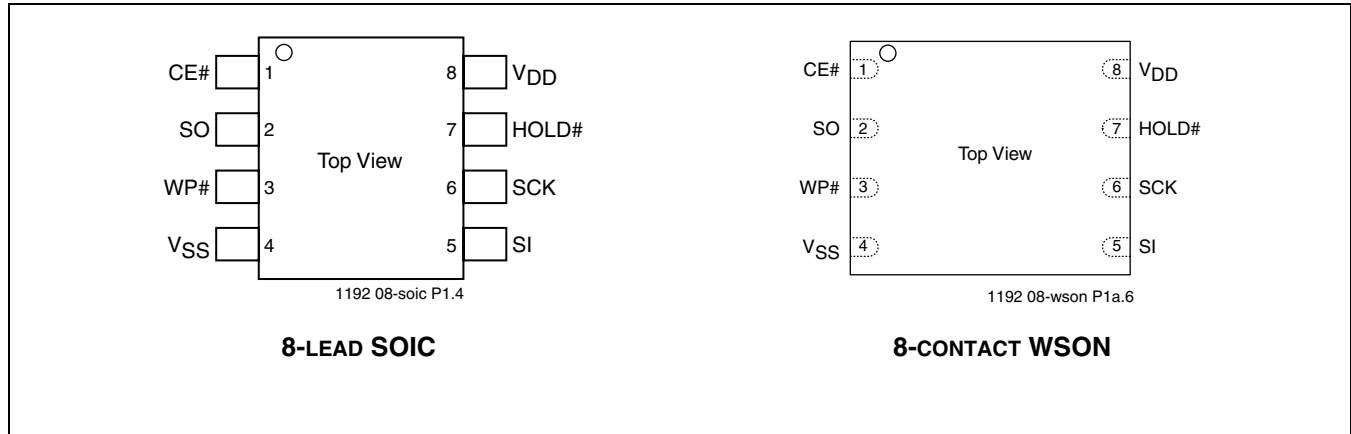 CE# 1 8 VDD
SO 2 7 HOLD#
Top View
WP# 3 6 SCK
VSS 4 5 SI
1192 08-soic P1.4
8-LEAD SOIC
CE# 1 8 VDD
SO 2 7 HOLD#
Top View
WP# 3 6 SCK
VSS 4 5 SI
1192 08-wson P1a.6
8-CONTACT WSON